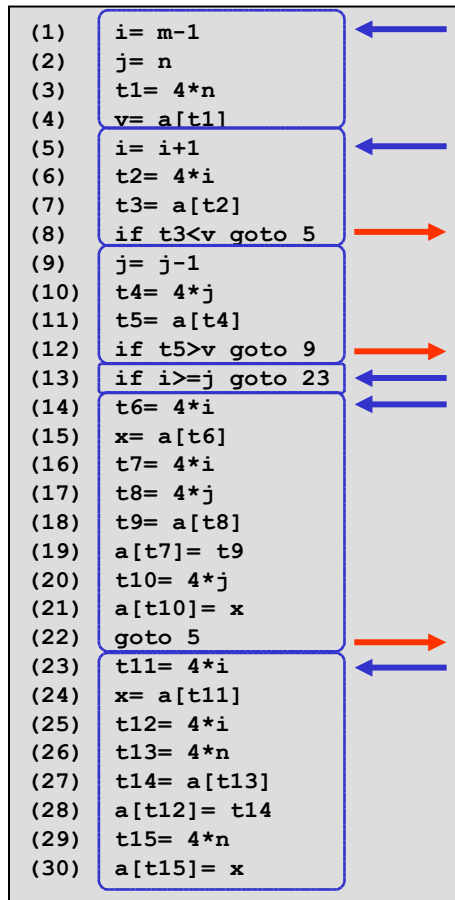 (1) i= m-1
(2) j= n
(3) t1= 4*n
(4) v= a[t1]
(5) i= i+1
(6) t2= 4*i
(7) t3= a[t2]
(8) if t3<v goto 5
(9) j= j-1
(10) t4= 4*j
(11) t5= a[t4]
(12) if t5>v goto 9
(13) if i>=j goto 23
(14) t6= 4*i
(15) x= a[t6]
(16) t7= 4*i
(17) t8= 4*j
(18) t9= a[t8]
(19) a[t7]= t9
(20) t10= 4*j
(21) a[t10]= x
(22) goto 5
(23) t11= 4*i
(24) x= a[t11]
(25) t12= 4*i
(26) t13= 4*n
(27) t14= a[t13]
(28) a[t12]= t14
(29) t15= 4*n
(30) a[t15]= x